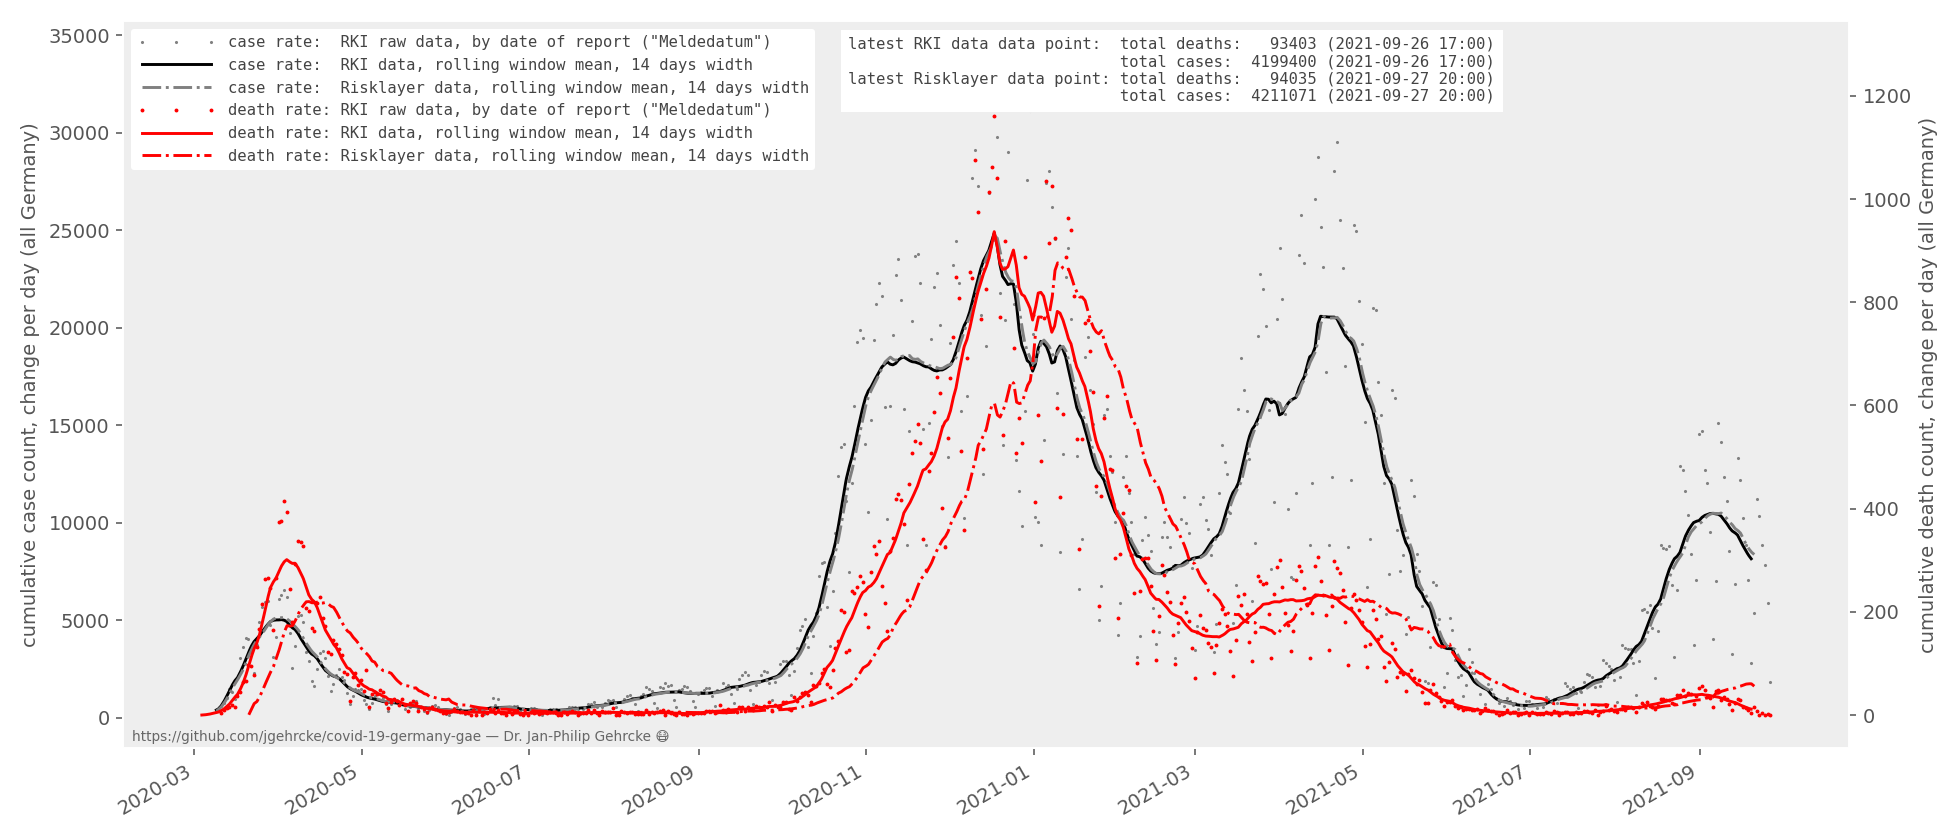 case rate:  RKI raw data, by date of report ("Meldedatum")
case rate:  RKI data, rolling window mean, 14 days width
case rate:  Risklayer data, rolling window mean, 14 days width
death rate: RKI raw data, by date of report ("Meldedatum")
death rate: RKI data, rolling window mean, 14 days width
death rate: Risklayer data, rolling window mean, 14 days width
latest RKI data data point:  total deaths:   93403 (2021-09-26 17:00)
total cases:  4199400 (2021-09-26 17:00)
latest Risklayer data point: total deaths:   94035 (2021-09-27 20:00)
total cases:  4211071 (2021-09-27 20:00)
cumulative case count, change per day (all Germany)
35000
30000
25000
20000
15000
10000
5000
0
cumulative death count, change per day (all Germany)
1200
1000
800
600
400
200
0
https://github.com/jgehrcke/covid-19-germany-gae — Dr. Jan-Philip Gehrcke 😷
2020-03
2020-05
2020-07
2020-09
2020-11
2021-01
2021-03
2021-05
2021-07
2021-09